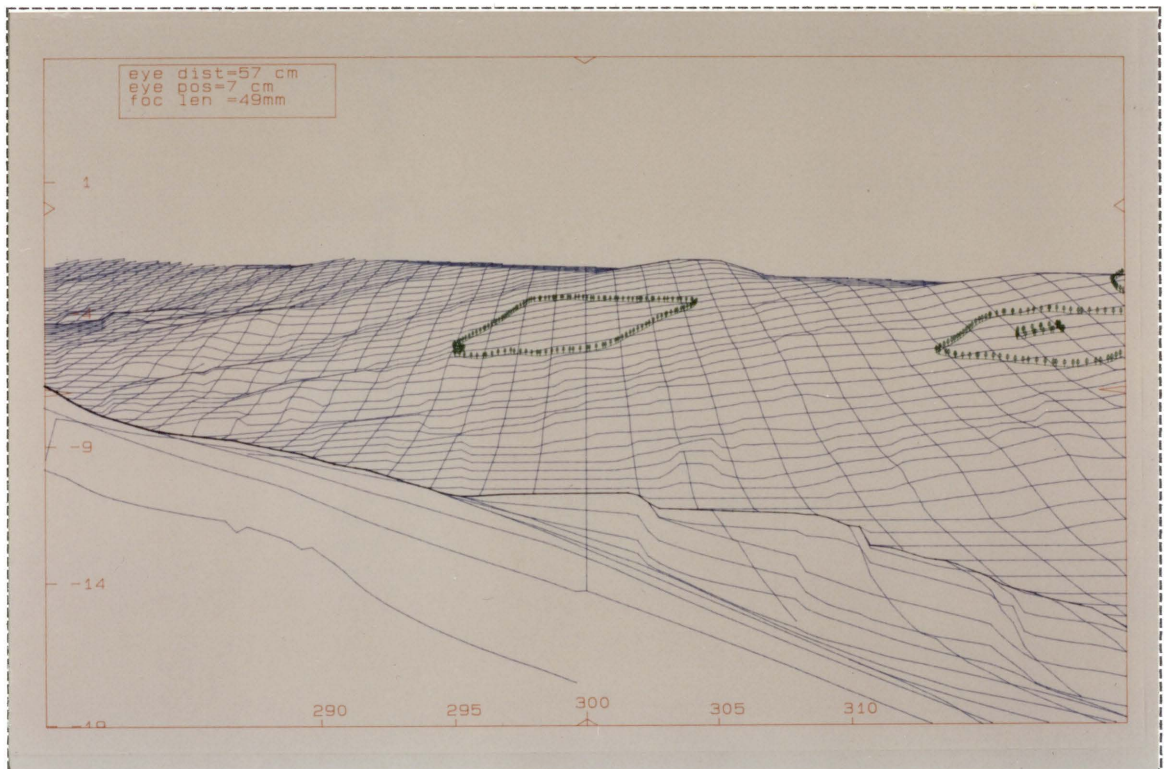 eye dist=57 cm
eye pos=7 cm
foc len =49mm
1
-9
-14
-19
290 295 300 305 310